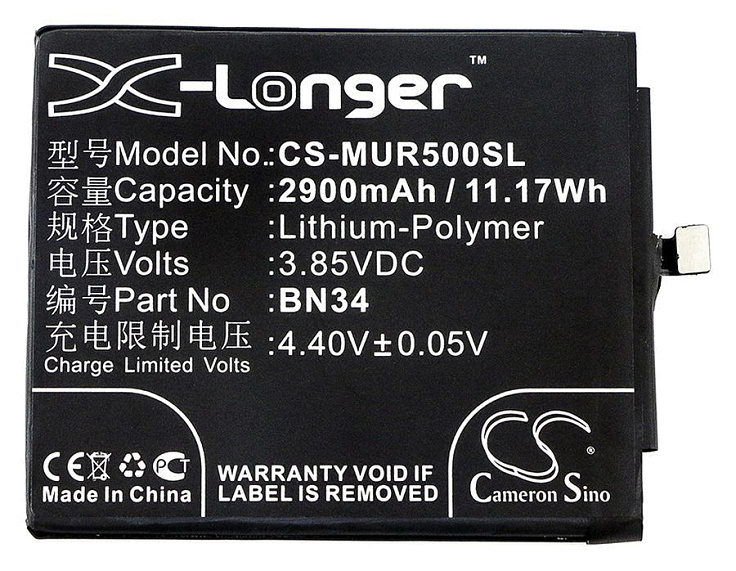 X-Longer™
型号Model No.:CS-MUR500SL
容量Capacity :2900mAh / 11.17Wh
规格Type :Lithium-Polymer
电压Volts :3.85VDC
编号Part No :BN34
充电限制电压 :4.40V±0.05V
Charge Limited Volts
CE PCT
Made In China
WARRANTY VOID IF
LABEL IS REMOVED
CS®
Cameron Sino